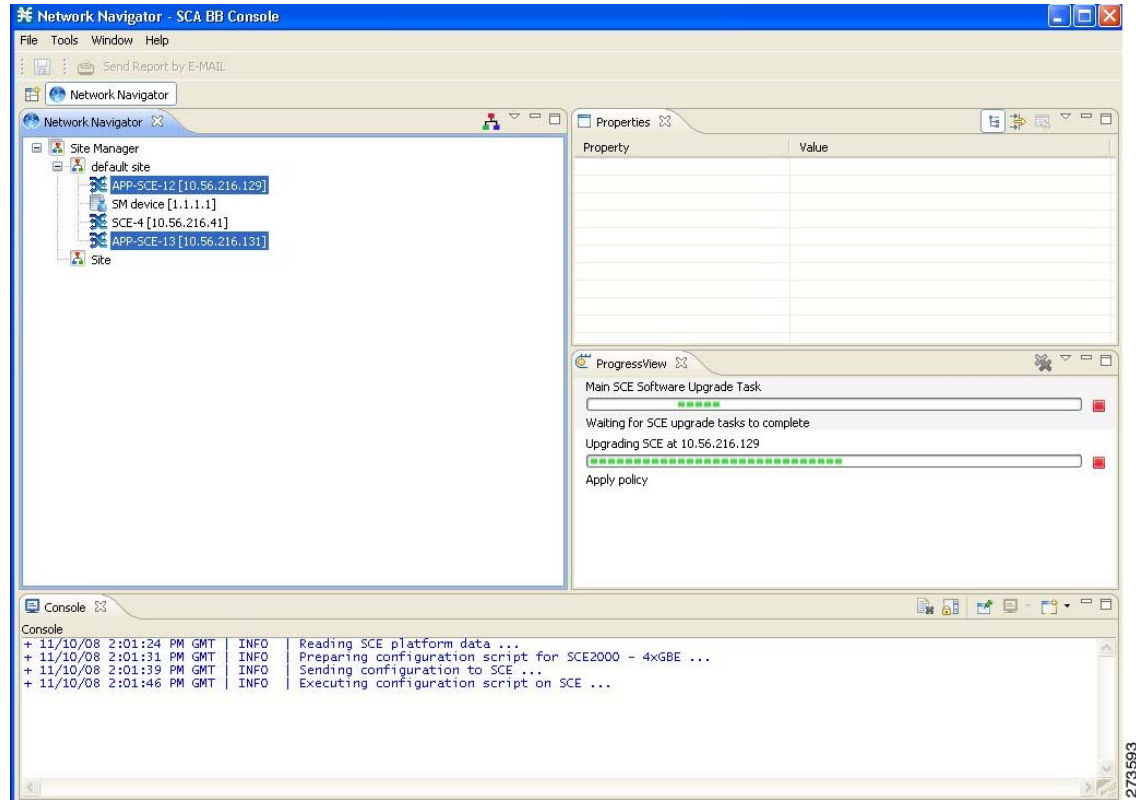 Network Navigator - SCA BB Console
File Tools Window Help
Send Report by E-MAIL
Network Navigator
Network Navigator
Site Manager
default site
APP-SCE-12 [10.56.216.129]
SM device [1.1.1.1]
SCE-4 [10.56.216.41]
APP-SCE-13 [10.56.216.131]
Site
Properties
Property Value
ProgressView
Main SCE Software Upgrade Task
Waiting for SCE upgrade tasks to complete
Upgrading SCE at 10.56.216.129
Apply policy
Console
Console
+ 11/10/08 2:01:24 PM GMT | INFO | Reading SCE platform data ...
+ 11/10/08 2:01:31 PM GMT | INFO | Preparing configuration script for SCE2000 - 4xGBE ...
+ 11/10/08 2:01:39 PM GMT | INFO | Sending configuration to SCE ...
+ 11/10/08 2:01:46 PM GMT | INFO | Executing configuration script on SCE ...
273593